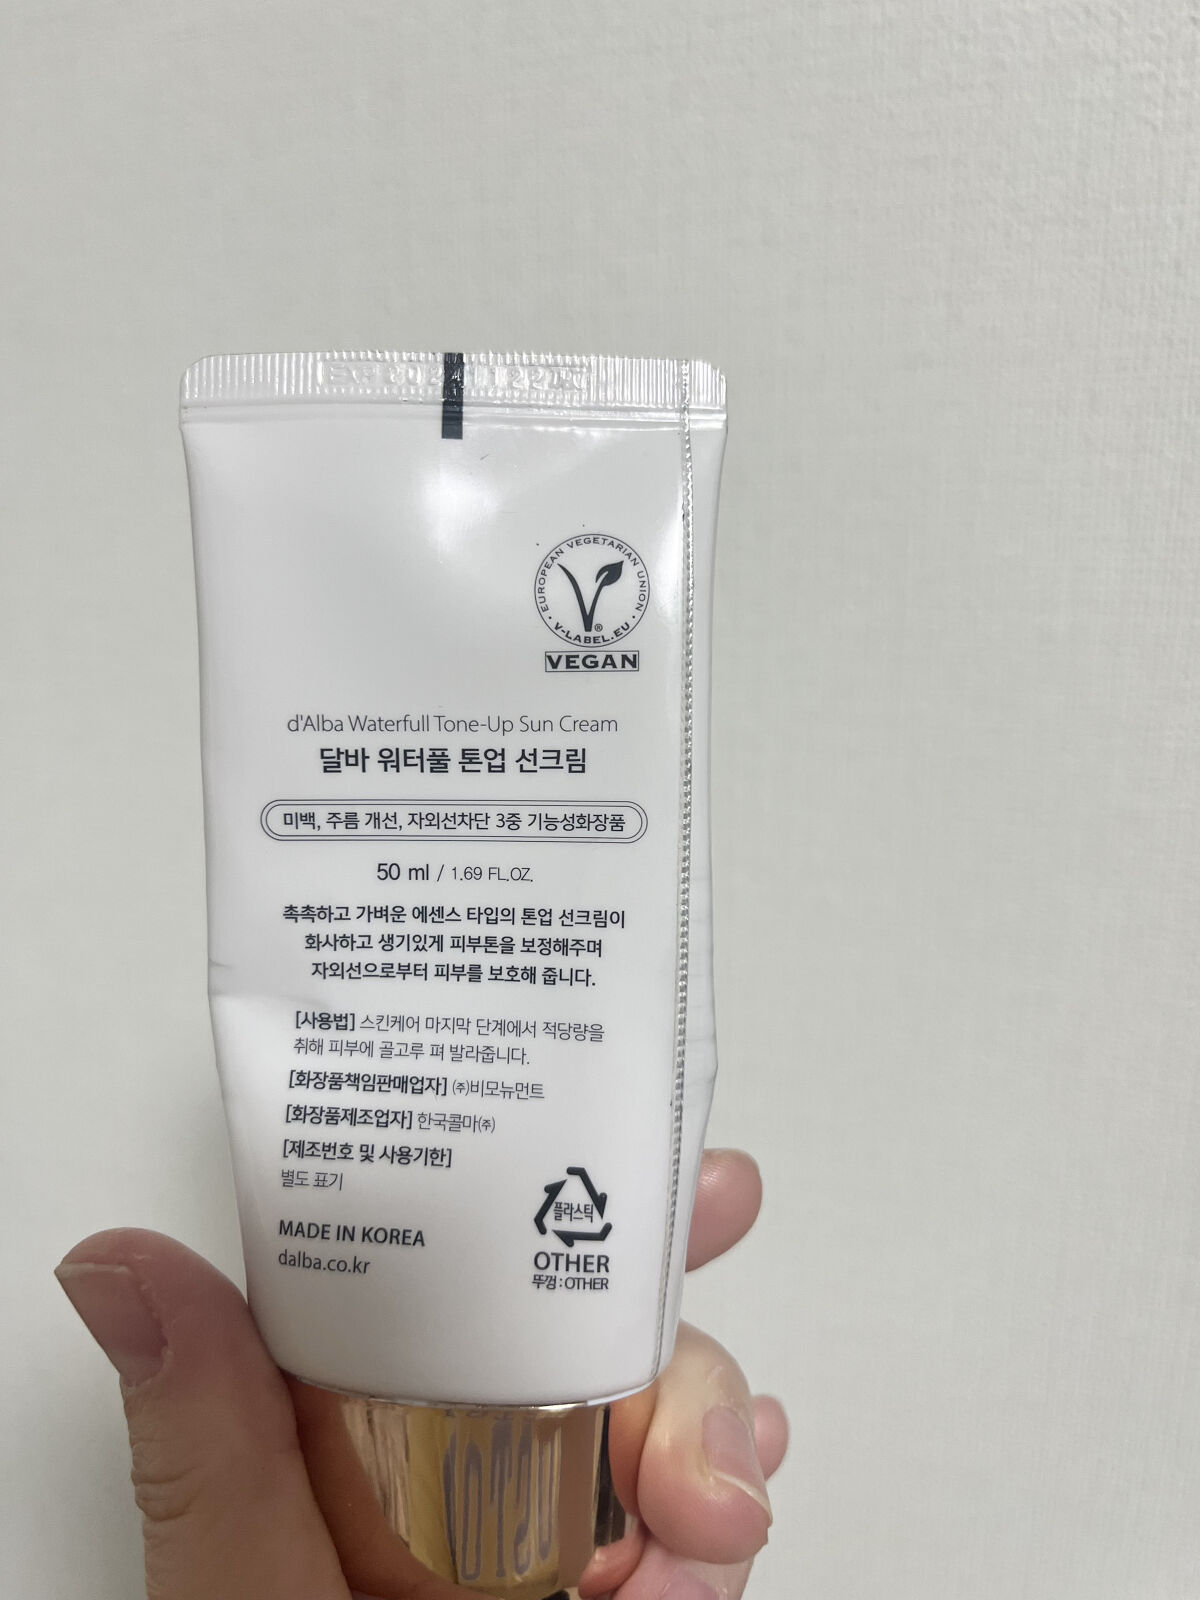 EUROPEAN VEGETARIAN UNION
V-LABEL.EU
VEGAN
d'Alba Waterfull Tone-Up Sun Cream
달바 워터풀 톤업 선크림
미백, 주름 개선, 자외선차단 3중 기능성화장품
50 ml / 1.69 FL.OZ.
촉촉하고 가벼운 에센스 타입의 톤업 선크림이
화사하고 생기있게 피부톤을 보정해주며
자외선으로부터 피부를 보호해 줍니다.
[사용법] 스킨케어 마지막 단계에서 적당량을
취해 피부에 골고루 펴 발라줍니다.
[화장품책임판매업자] ㈜비모뉴먼트
[화장품제조업자] 한국콜마㈜
[제조번호 및 사용기한]
별도 표기
MADE IN KOREA
dalba.co.kr
플라스틱
OTHER
뚜껑 : OTHER